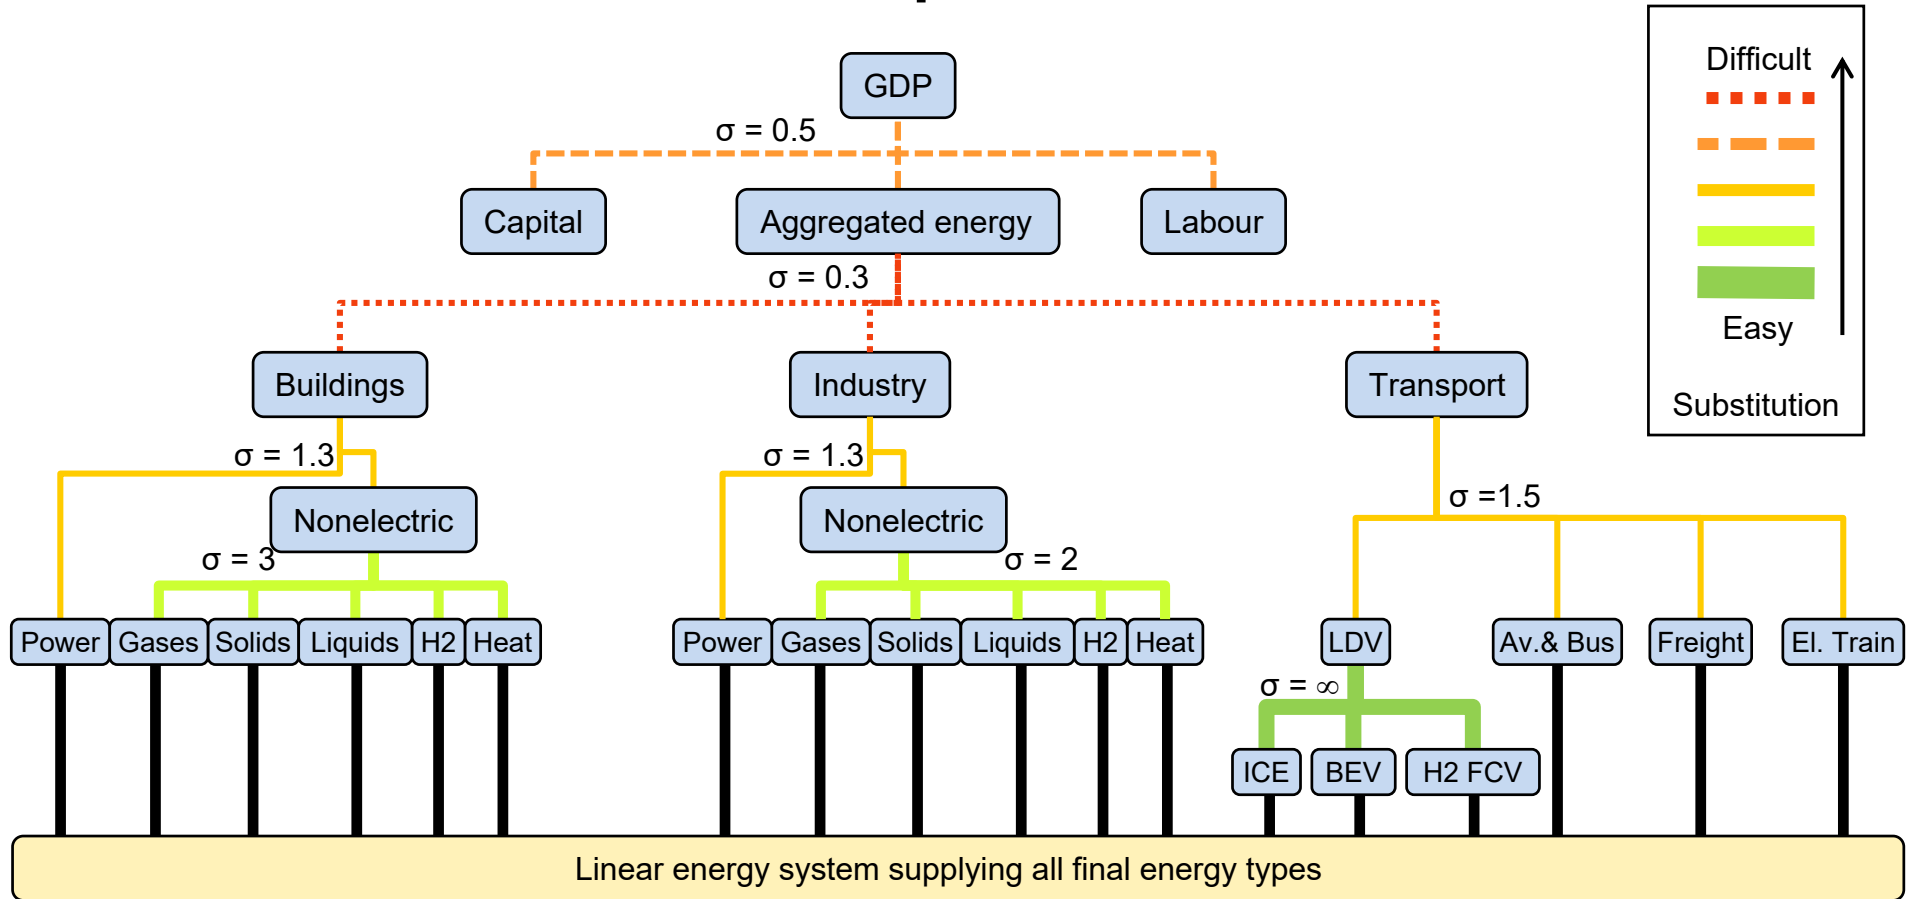 GDP
σ = 0.5
Capital
Aggregated energy
Labour
σ = 0.3
Buildings
Industry
Transport
σ = 1.3
σ = 1.3
σ =1.5
Nonelectric
Nonelectric
σ = 3
σ = 2
Power
Gases
Solids
Liquids
H2
Heat
Power
Gases
Solids
Liquids
H2
Heat
LDV
Av.& Bus
Freight
El. Train
σ = ∞
ICE
BEV
H2 FCV
Linear energy system supplying all final energy types
Difficult
Easy
Substitution